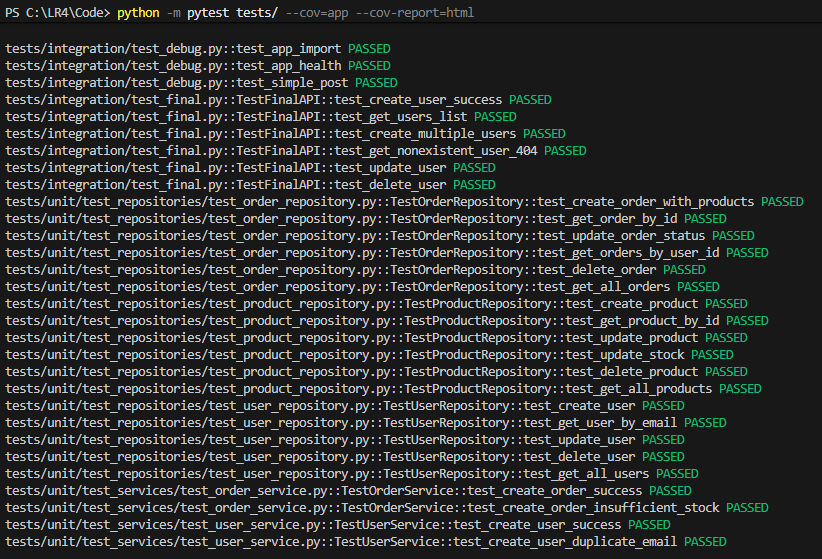 PS C:\LR4\Code> python -m pytest tests/ --cov=app --cov-report=html
tests/integration/test_debug.py::test_app_import PASSED
tests/integration/test_debug.py::test_app_health PASSED
tests/integration/test_debug.py::test_simple_post PASSED
tests/integration/test_final.py::TestFinalAPI::test_create_user_success PASSED
tests/integration/test_final.py::TestFinalAPI::test_get_users_list PASSED
tests/integration/test_final.py::TestFinalAPI::test_create_multiple_users PASSED
tests/integration/test_final.py::TestFinalAPI::test_get_nonexistent_user_404 PASSED
tests/integration/test_final.py::TestFinalAPI::test_update_user PASSED
tests/integration/test_final.py::TestFinalAPI::test_delete_user PASSED
tests/unit/test_repositories/test_order_repository.py::TestOrderRepository::test_create_order_with_products PASSED
tests/unit/test_repositories/test_order_repository.py::TestOrderRepository::test_get_order_by_id PASSED
tests/unit/test_repositories/test_order_repository.py::TestOrderRepository::test_update_order_status PASSED
tests/unit/test_repositories/test_order_repository.py::TestOrderRepository::test_get_orders_by_user_id PASSED
tests/unit/test_repositories/test_order_repository.py::TestOrderRepository::test_delete_order PASSED
tests/unit/test_repositories/test_order_repository.py::TestOrderRepository::test_get_all_orders PASSED
tests/unit/test_repositories/test_product_repository.py::TestProductRepository::test_create_product PASSED
tests/unit/test_repositories/test_product_repository.py::TestProductRepository::test_get_product_by_id PASSED
tests/unit/test_repositories/test_product_repository.py::TestProductRepository::test_update_product PASSED
tests/unit/test_repositories/test_product_repository.py::TestProductRepository::test_update_stock PASSED
tests/unit/test_repositories/test_product_repository.py::TestProductRepository::test_delete_product PASSED
tests/unit/test_repositories/test_product_repository.py::TestProductRepository::test_get_all_products PASSED
tests/unit/test_repositories/test_user_repository.py::TestUserRepository::test_create_user PASSED
tests/unit/test_repositories/test_user_repository.py::TestUserRepository::test_get_user_by_email PASSED
tests/unit/test_repositories/test_user_repository.py::TestUserRepository::test_update_user PASSED
tests/unit/test_repositories/test_user_repository.py::TestUserRepository::test_delete_user PASSED
tests/unit/test_repositories/test_user_repository.py::TestUserRepository::test_get_all_users PASSED
tests/unit/test_services/test_order_service.py::TestOrderService::test_create_order_success PASSED
tests/unit/test_services/test_order_service.py::TestOrderService::test_create_order_insufficient_stock PASSED
tests/unit/test_services/test_user_service.py::TestUserService::test_create_user_success PASSED
tests/unit/test_services/test_user_service.py::TestUserService::test_create_user_duplicate_email PASSED